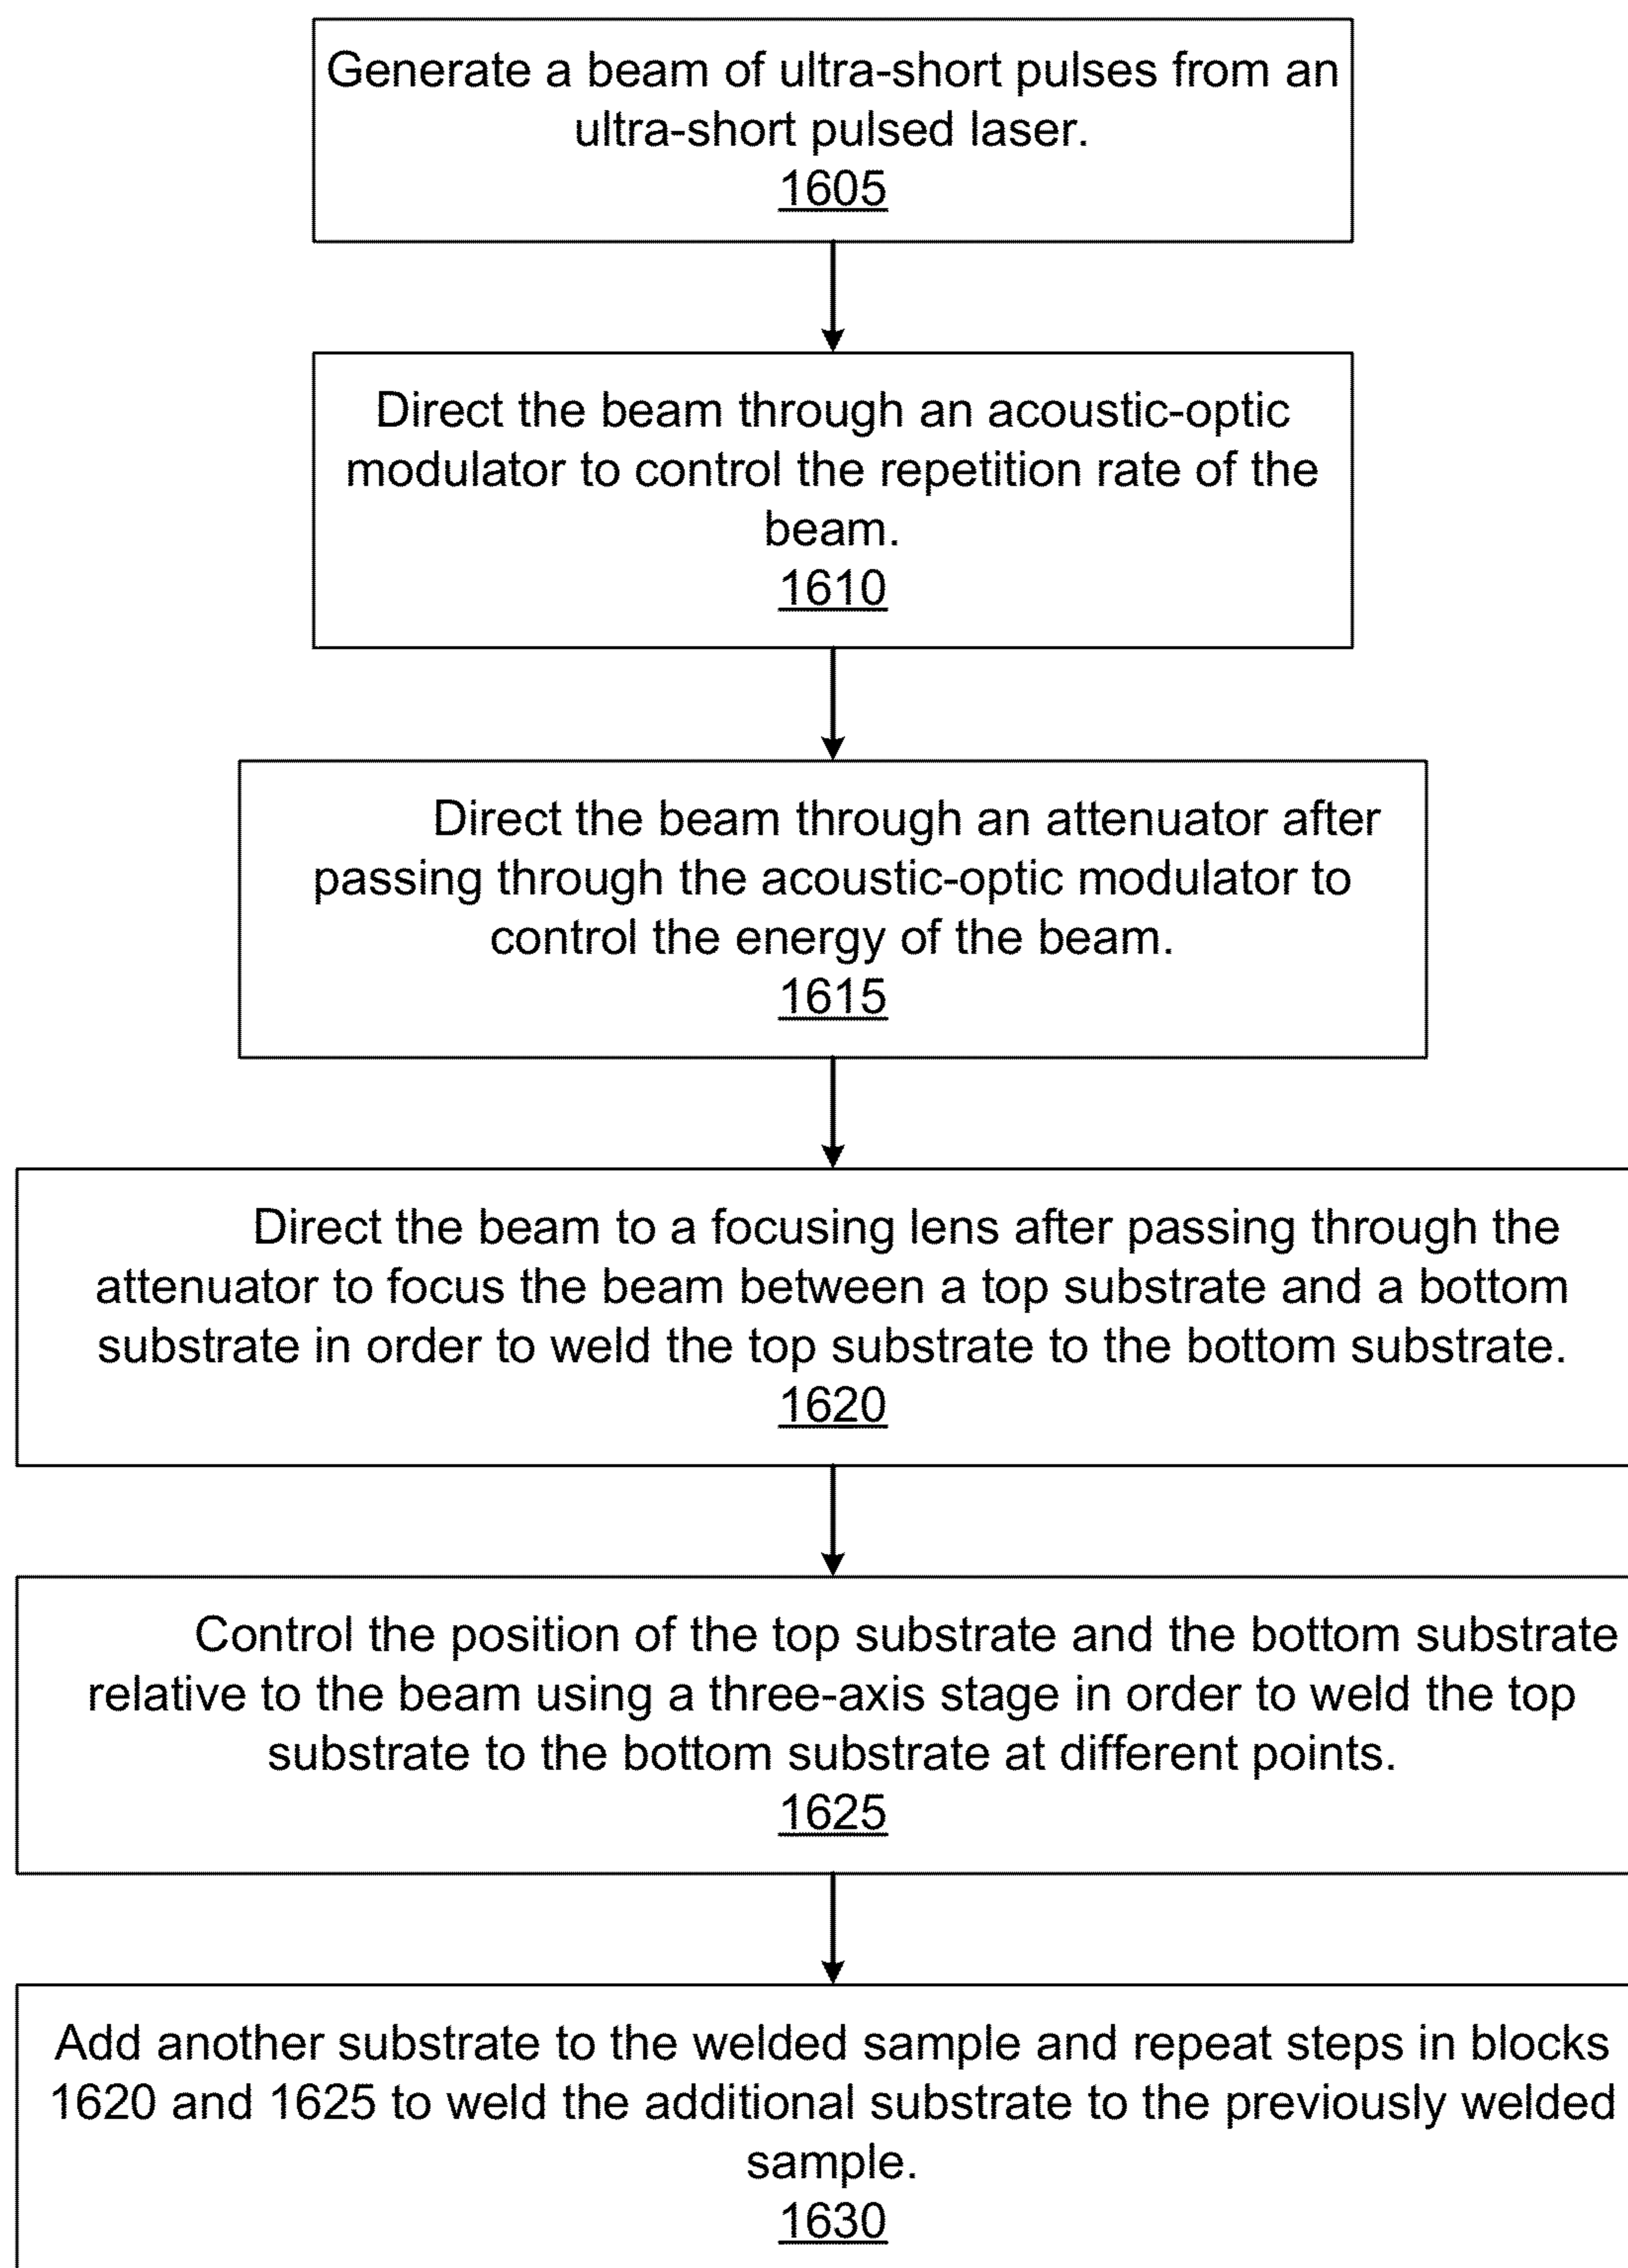 Generate a beam of ultra-short pulses from an
ultra-short pulsed laser.
1605
Direct the beam through an acoustic-optic
modulator to control the repetition rate of the
beam.
1610
Direct the beam through an attenuator after
passing through the acoustic-optic modulator to
control the energy of the beam.
1615
Direct the beam to a focusing lens after passing through the
attenuator to focus the beam between a top substrate and a bottom
substrate in order to weld the top substrate to the bottom substrate.
1620
Control the position of the top substrate and the bottom substrate
relative to the beam using a three-axis stage in order to weld the top
substrate to the bottom substrate at different points.
1625
Add another substrate to the welded sample and repeat steps in blocks
1620 and 1625 to weld the additional substrate to the previously welded
sample.
1630